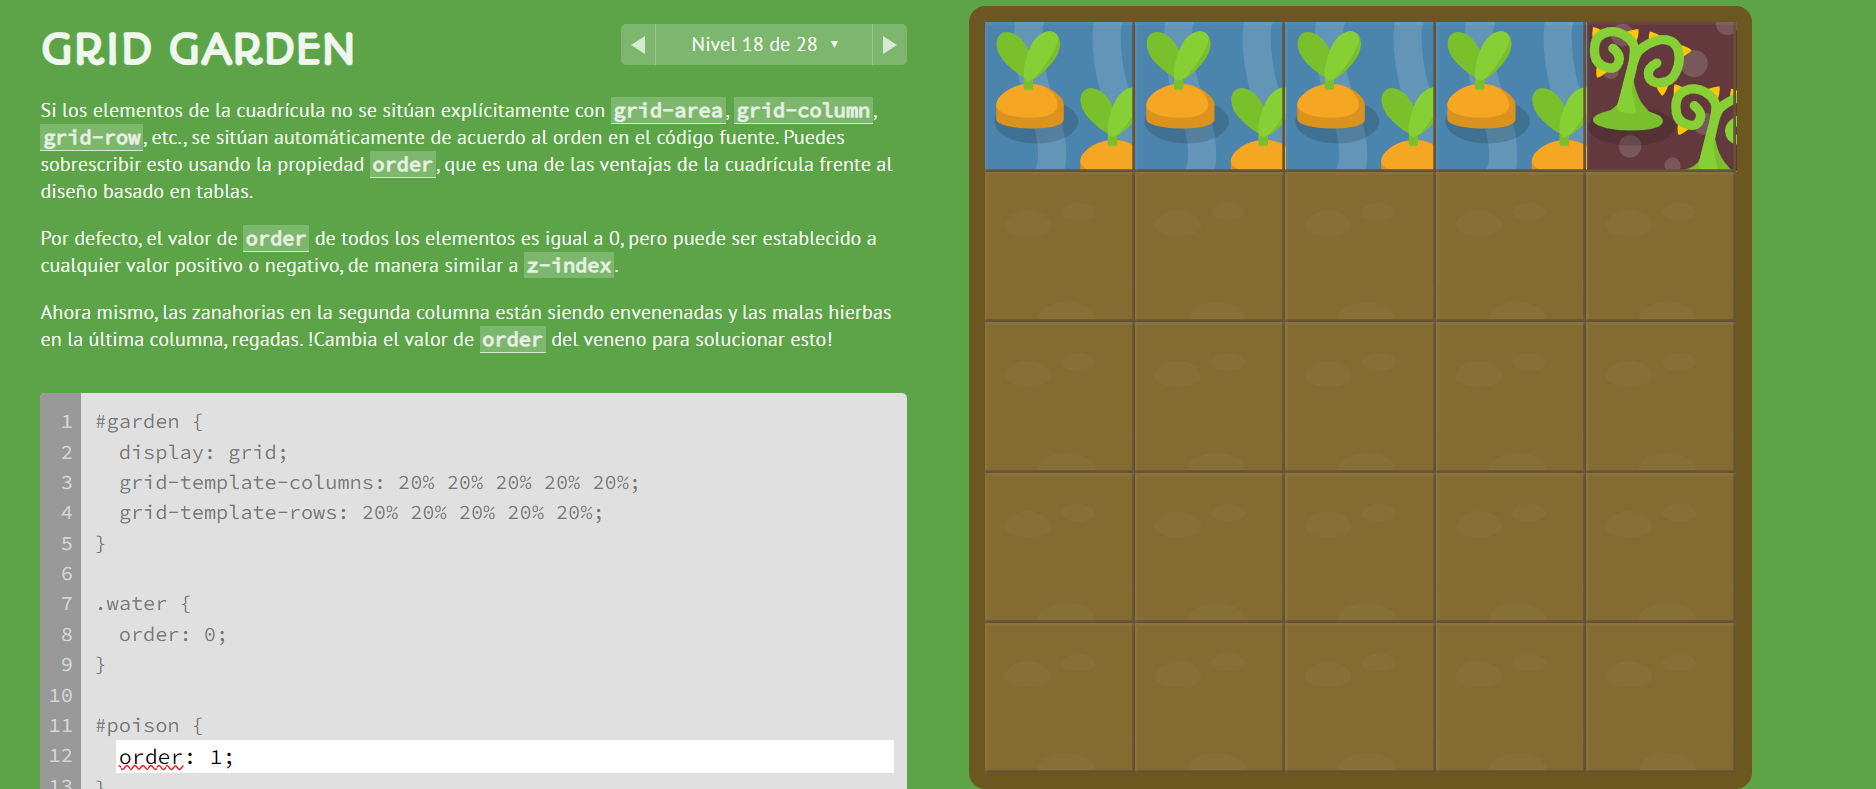 GRID GARDEN
Nivel 18 de 28 ▼
Si los elementos de la cuadrícula no se sitúan explícitamente con grid-area, grid-column,
grid-row, etc., se sitúan automáticamente de acuerdo al orden en el código fuente. Puedes
sobrescribir esto usando la propiedad order, que es una de las ventajas de la cuadrícula frente al
diseño basado en tablas.
Por defecto, el valor de order de todos los elementos es igual a 0, pero puede ser establecido a
cualquier valor positivo o negativo, de manera similar a z-index.
Ahora mismo, las zanahorias en la segunda columna están siendo envenenadas y las malas hierbas
en la última columna, regadas. !Cambia el valor de order del veneno para solucionar esto!
1 #garden {
2 display: grid;
3 grid-template-columns: 20% 20% 20% 20% 20%;
4 grid-template-rows: 20% 20% 20% 20% 20%;
5 }
6
7 .water {
8 order: 0;
9 }
10
11 #poison {
12 order: 1;
13 }